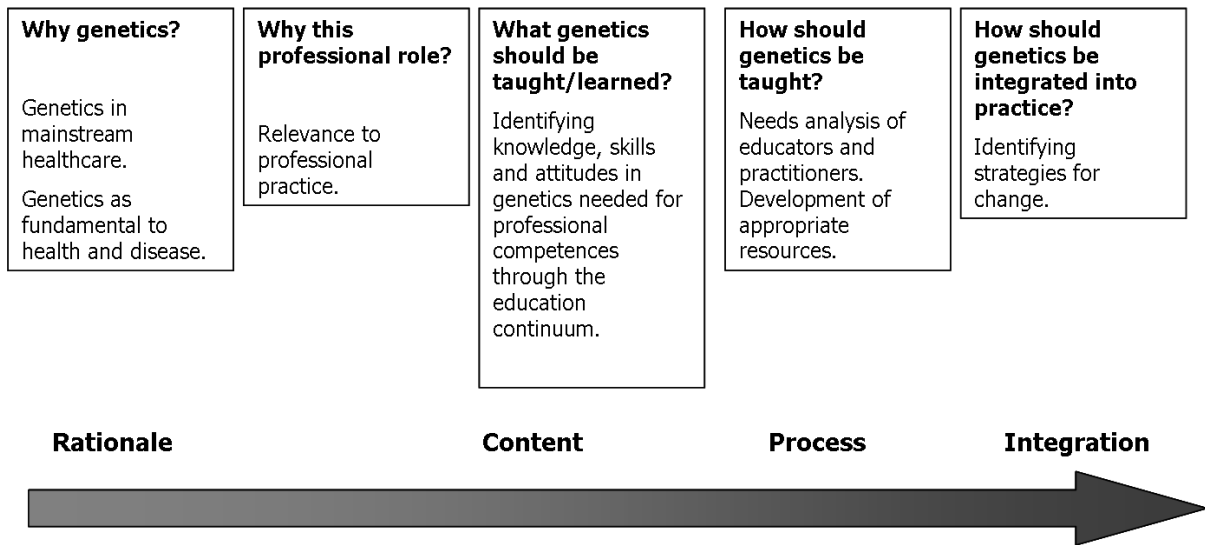 Why genetics?
Genetics in
mainstream
healthcare.
Genetics as
fundamental to
health and disease.
Why this
professional role?
Relevance to
professional
practice.
What genetics
should be
taught/learned?
Identifying
knowledge, skills
and attitudes in
genetics needed for
professional
competences
through the
education
continuum.
How should
genetics be
taught?
Needs analysis of
educators and
practitioners.
Development of
appropriate
resources.
How should
genetics be
integrated into
practice?
Identifying
strategies for
change.
Rationale
Content
Process
Integration